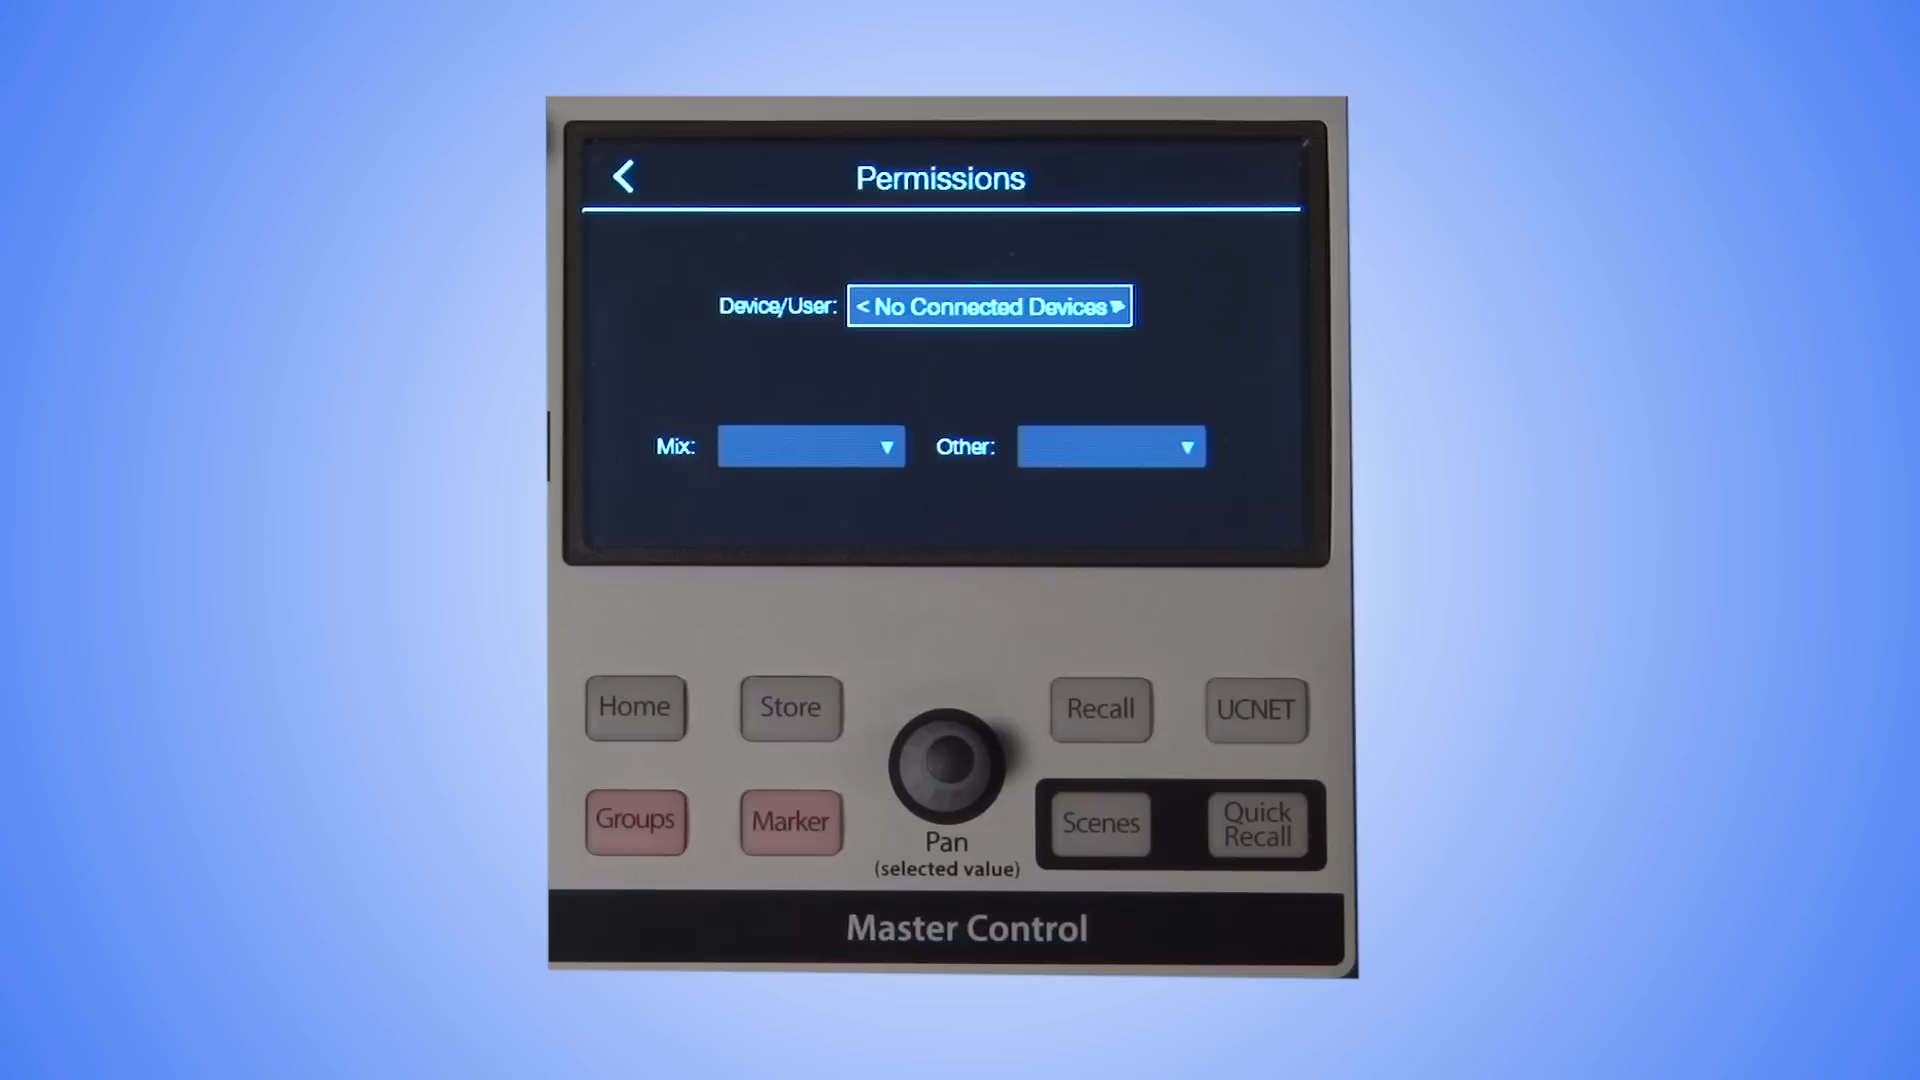 Permissions
Device/User: < No Connected Devices >
Mix: Other:
Home Store Recall UCNET
Groups Marker Scenes Quick Recall
Pan
(selected value)
Master Control